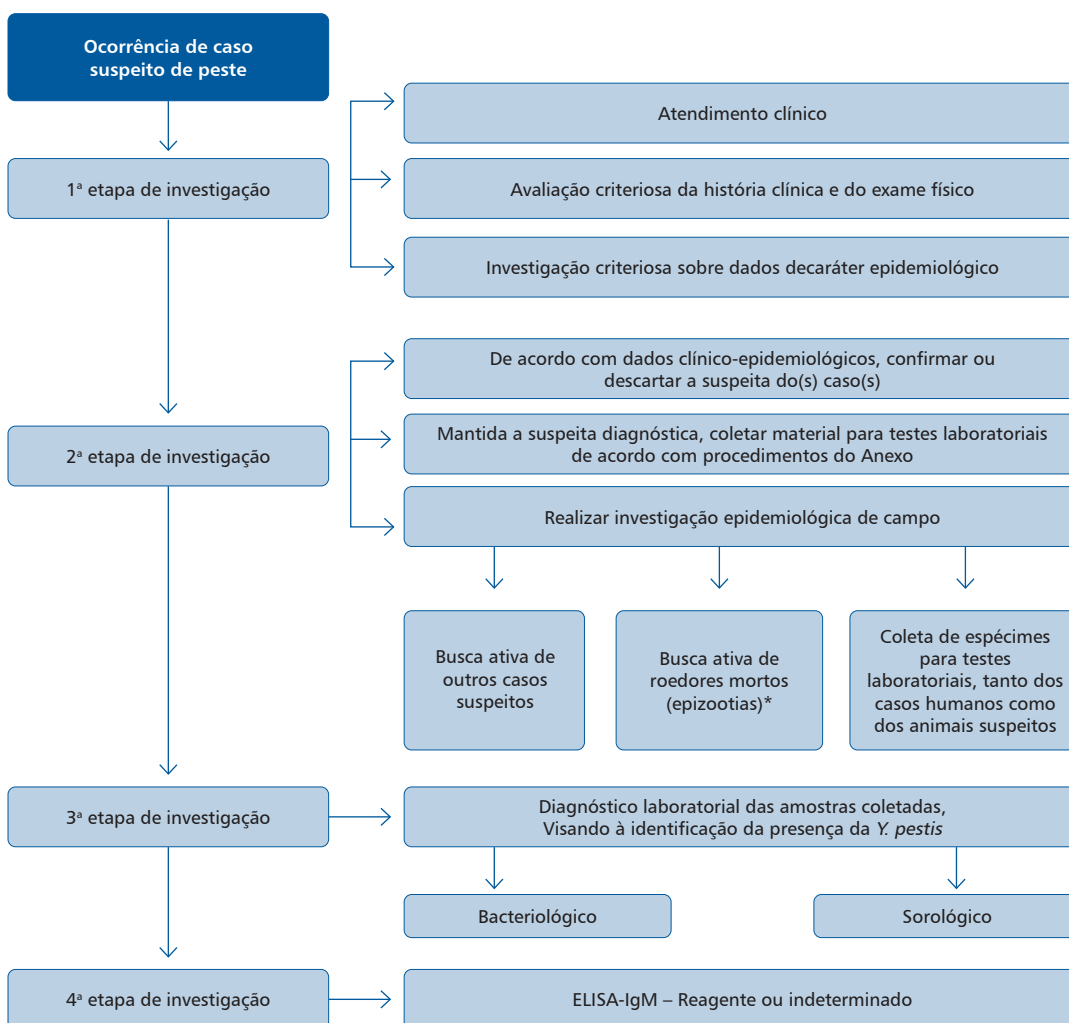 Ocorrência de caso
suspeito de peste
Atendimento clínico
1ª etapa de investigação
Avaliação criteriosa da história clínica e do exame físico
Investigação criteriosa sobre dados decaráter epidemiológico
De acordo com dados clínico-epidemiológicos, confirmar ou
descartar a suspeita do(s) caso(s)
2ª etapa de investigação
Mantida a suspeita diagnóstica, coletar material para testes laboratoriais
de acordo com procedimentos do Anexo
Realizar investigação epidemiológica de campo
Busca ativa de
outros casos
suspeitos
Busca ativa de
roedores mortos
(epizootias)*
Coleta de espécimes
para testes
laboratoriais, tanto dos
casos humanos como
dos animais suspeitos
3ª etapa de investigação
Diagnóstico laboratorial das amostras coletadas,
Visando à identificação da presença da Y. pestis
Bacteriológico
Sorológico
4ª etapa de investigação
ELISA-IgM – Reagente ou indeterminado